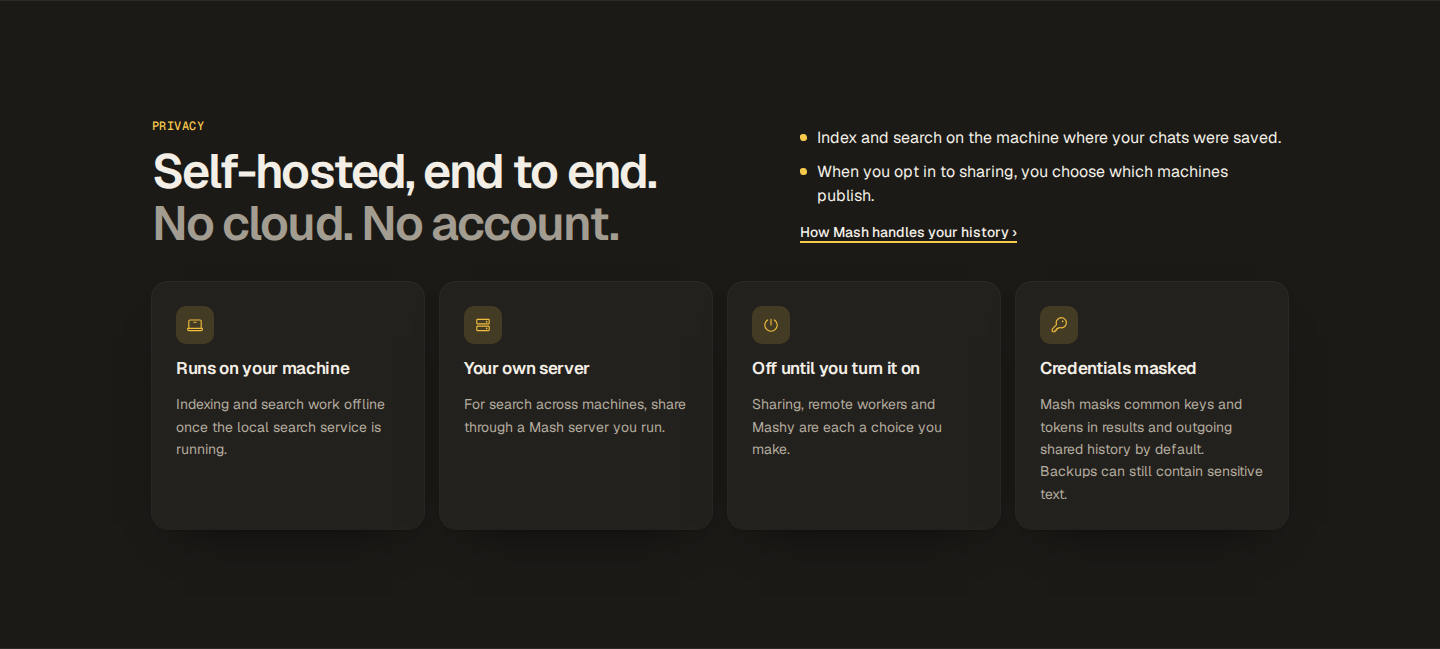 PRIVACY
Self-hosted, end to end.
No cloud. No account.
Index and search on the machine where your chats were saved.
When you opt in to sharing, you choose which machines
publish.
How Mash handles your history ›
Runs on your machine
Indexing and search work offline
once the local search service is
running.
Your own server
For search across machines, share
through a Mash server you run.
Off until you turn it on
Sharing, remote workers and
Mashy are each a choice you
make.
Credentials masked
Mash masks common keys and
tokens in results and outgoing
shared history by default.
Backups can still contain sensitive
text.